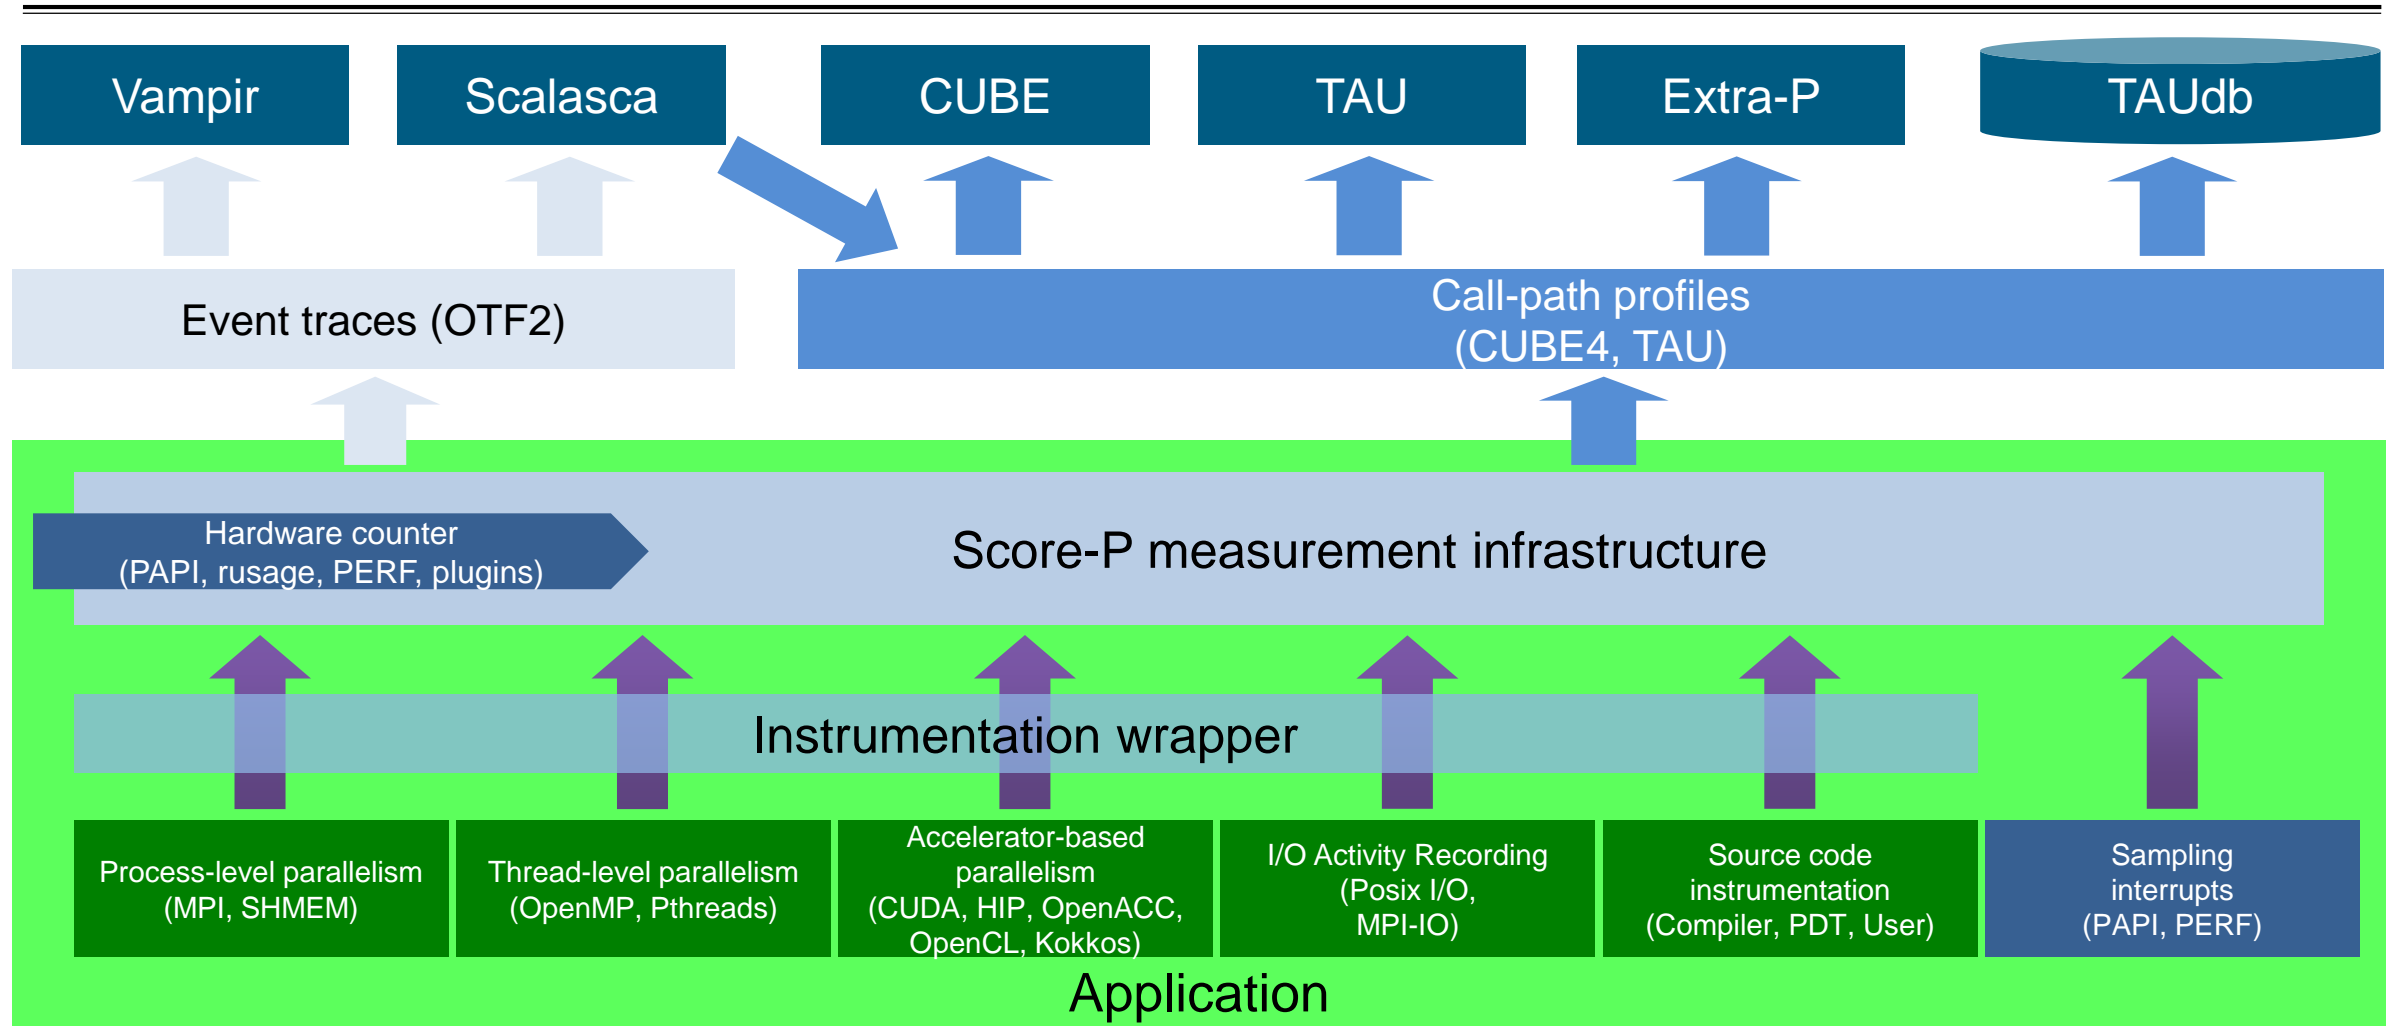 Vampir
Scalasca
CUBE
TAU
Extra-P
TAUdb
Event traces (OTF2)
Call-path profiles
(CUBE4, TAU)
Hardware counter
(PAPI, rusage, PERF, plugins)
Score-P measurement infrastructure
Instrumentation wrapper
Process-level parallelism
(MPI, SHMEM)
Thread-level parallelism
(OpenMP, Pthreads)
Accelerator-based
parallelism
(CUDA, HIP, OpenACC,
OpenCL, Kokkos)
I/O Activity Recording
(Posix I/O,
MPI-IO)
Source code
instrumentation
(Compiler, PDT, User)
Sampling
interrupts
(PAPI, PERF)
Application